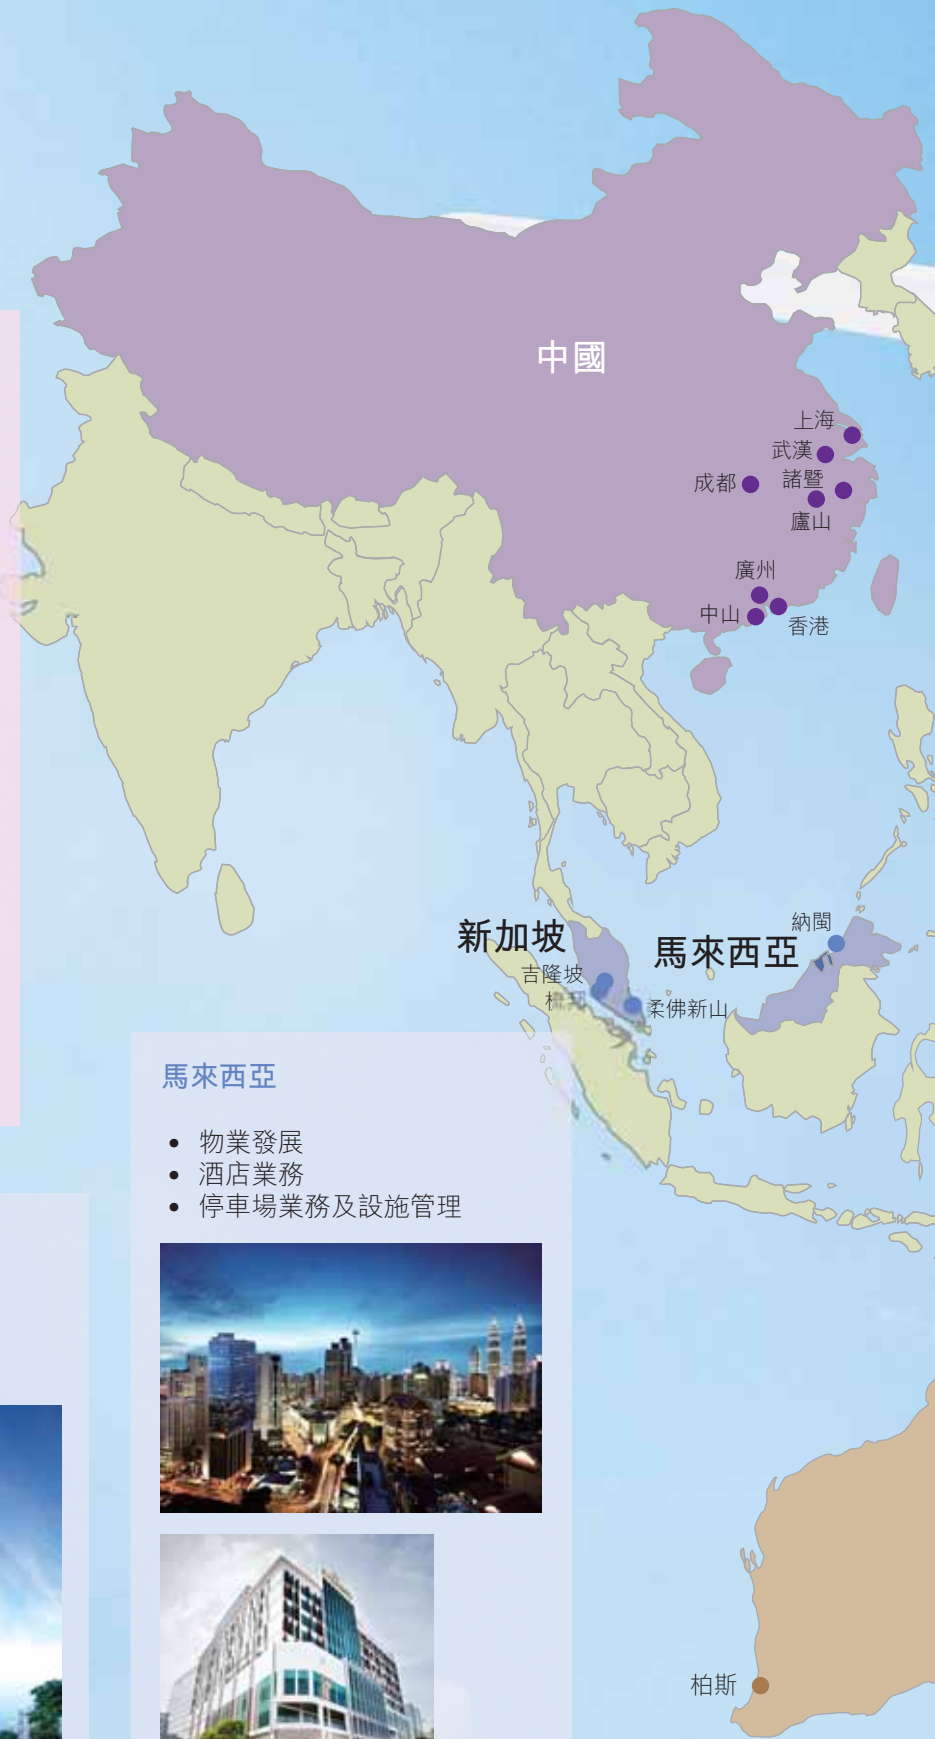 中國
上海
武漢
成都
諸暨
廬山
廣州
中山
香港
納閩
新加坡
馬來西亞
吉隆坡
柔佛新山
馬來西亞
• 物業發展
• 酒店業務
• 停車場業務及設施管理
柏斯